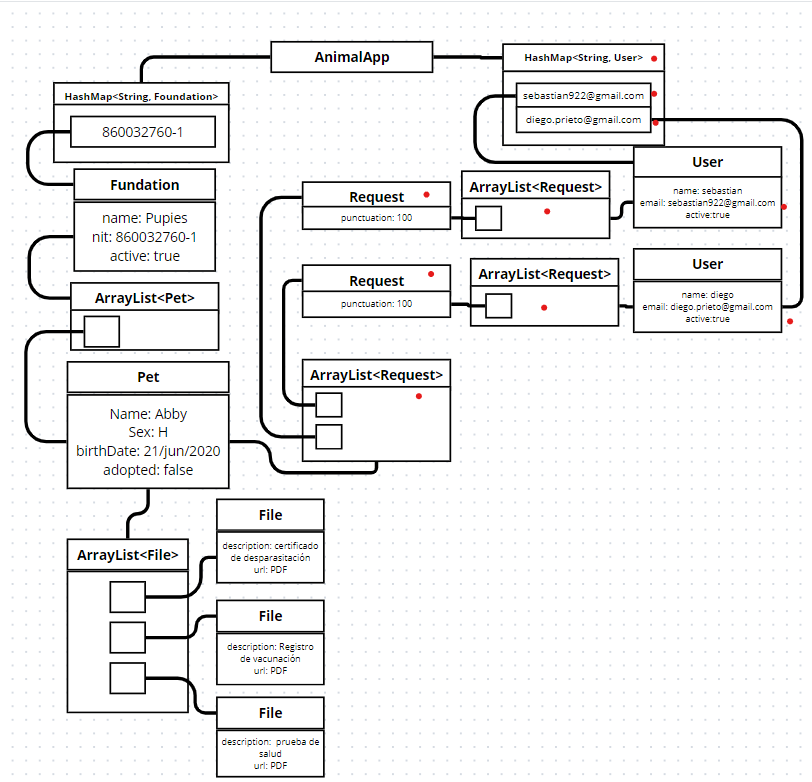 AnimalApp
HashMap<String, Foundation>
860032760-1
Fundation
name: Pupies
nit: 860032760-1
active: true
ArrayList<Pet>
Pet
Name: Abby
Sex: H
birthDate: 21/jun/2020
adopted: false
ArrayList<File>
File
description: certificado
de desparasitación
url: PDF
File
description: Registro
de vacunación
url: PDF
File
description: prueba de
salud
url: PDF
HashMap<String, User>
sebastian922@gmail.com
diego.prieto@gmail.com
User
name: sebastian
email: sebastian922@gmail.com
active:true
ArrayList<Request>
Request
punctuation: 100
User
name: diego
email: diego.prieto@gmail.com
active:true
ArrayList<Request>
Request
punctuation: 100
ArrayList<Request>